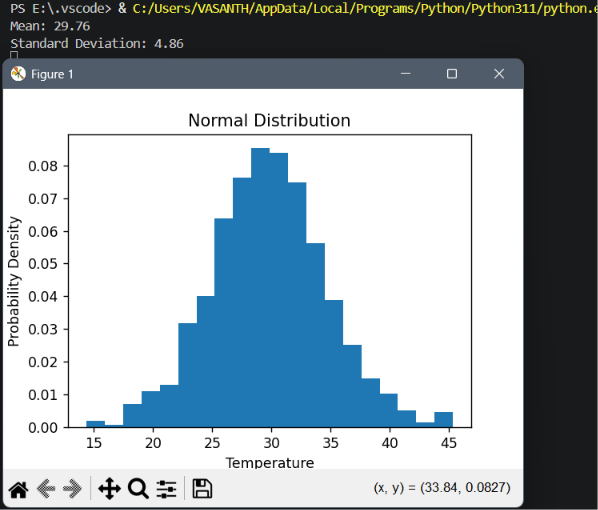 PS E:\.vscode> & C:/Users/VASANTH/AppData/Local/Programs/Python/Python311/python.e
Mean: 29.76
Standard Deviation: 4.86
Figure 1
Normal Distribution
0.08
0.07
0.06
0.05
0.04
0.03
0.02
0.01
0.00
Probability Density
15 20 25 30 35 40 45
Temperature
(x, y) = (33.84, 0.0827)